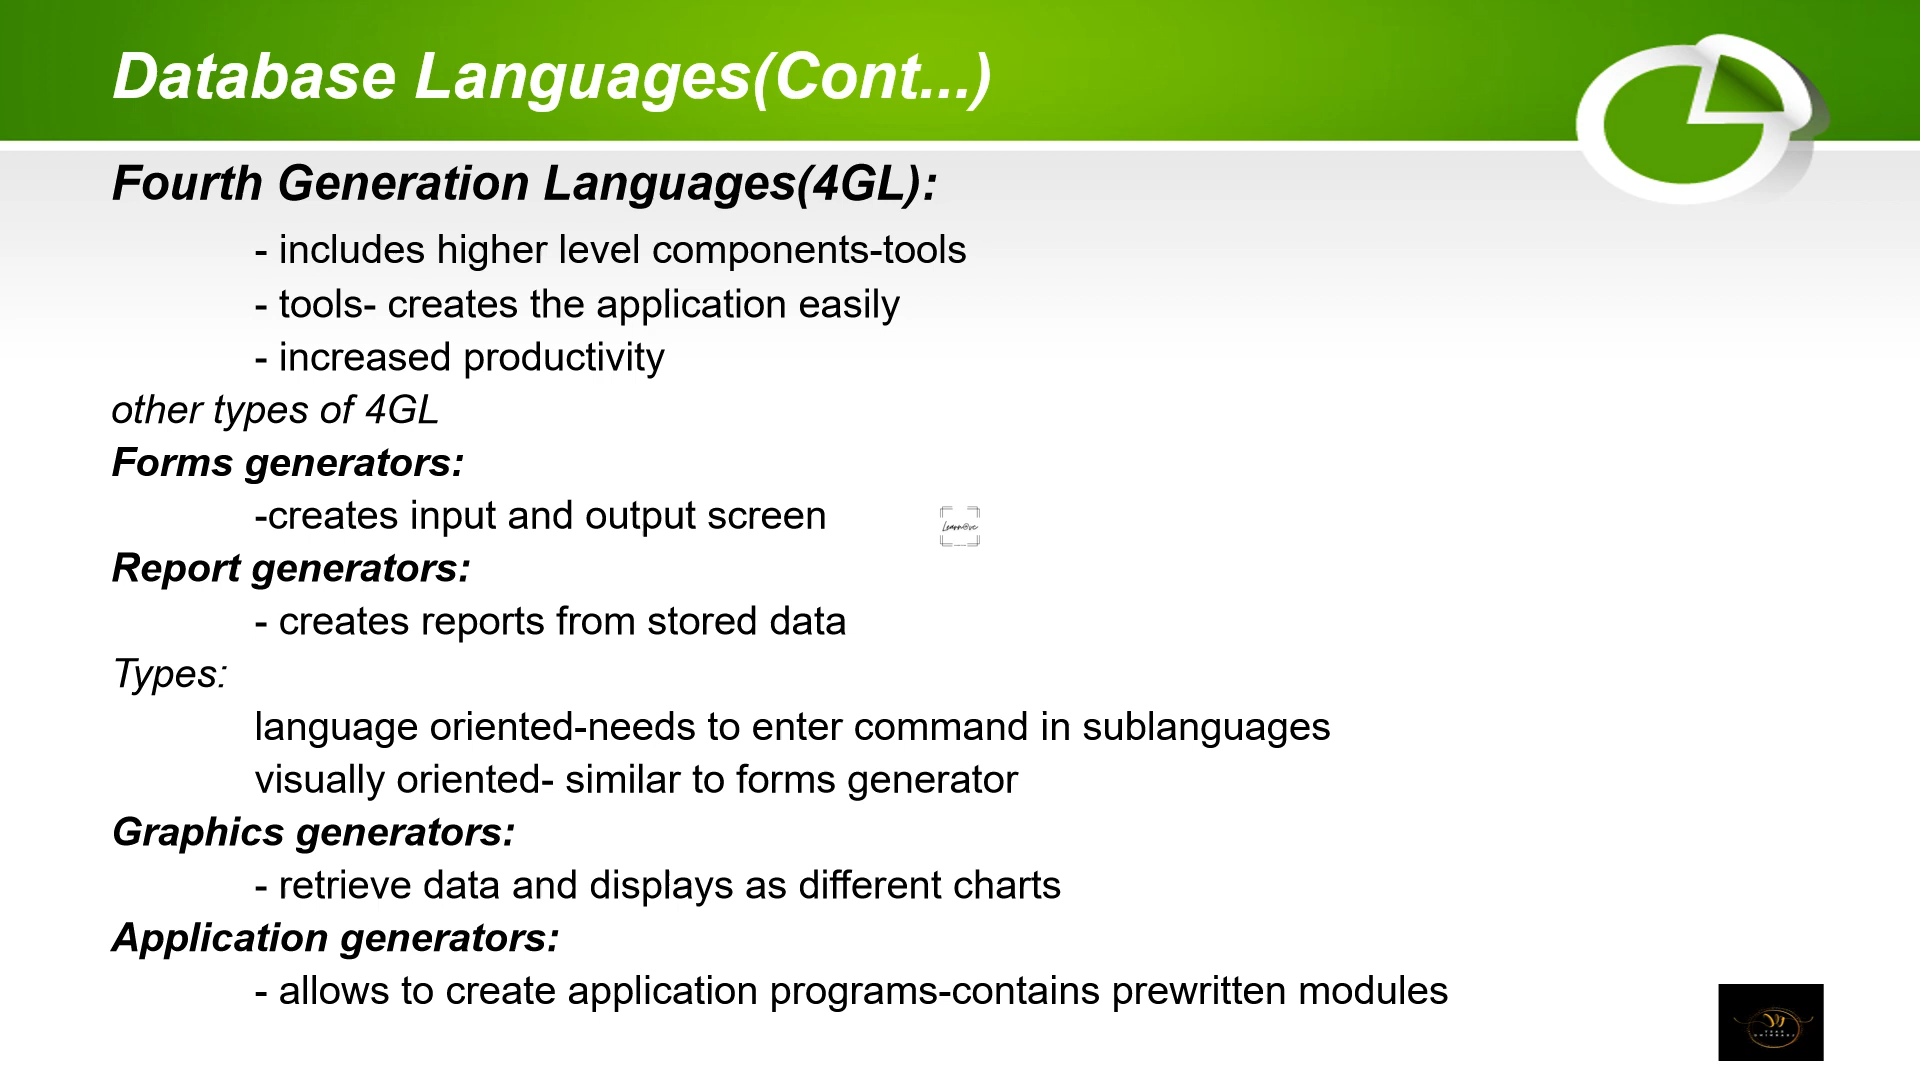 Database Languages(Cont...)
Fourth Generation Languages(4GL):
- includes higher level components-tools
- tools- creates the application easily
- increased productivity
other types of 4GL
Forms generators:
-creates input and output screen
Report generators:
- creates reports from stored data
Types:
language oriented-needs to enter command in sublanguages
visually oriented- similar to forms generator
Graphics generators:
- retrieve data and displays as different charts
Application generators:
- allows to create application programs-contains prewritten modules